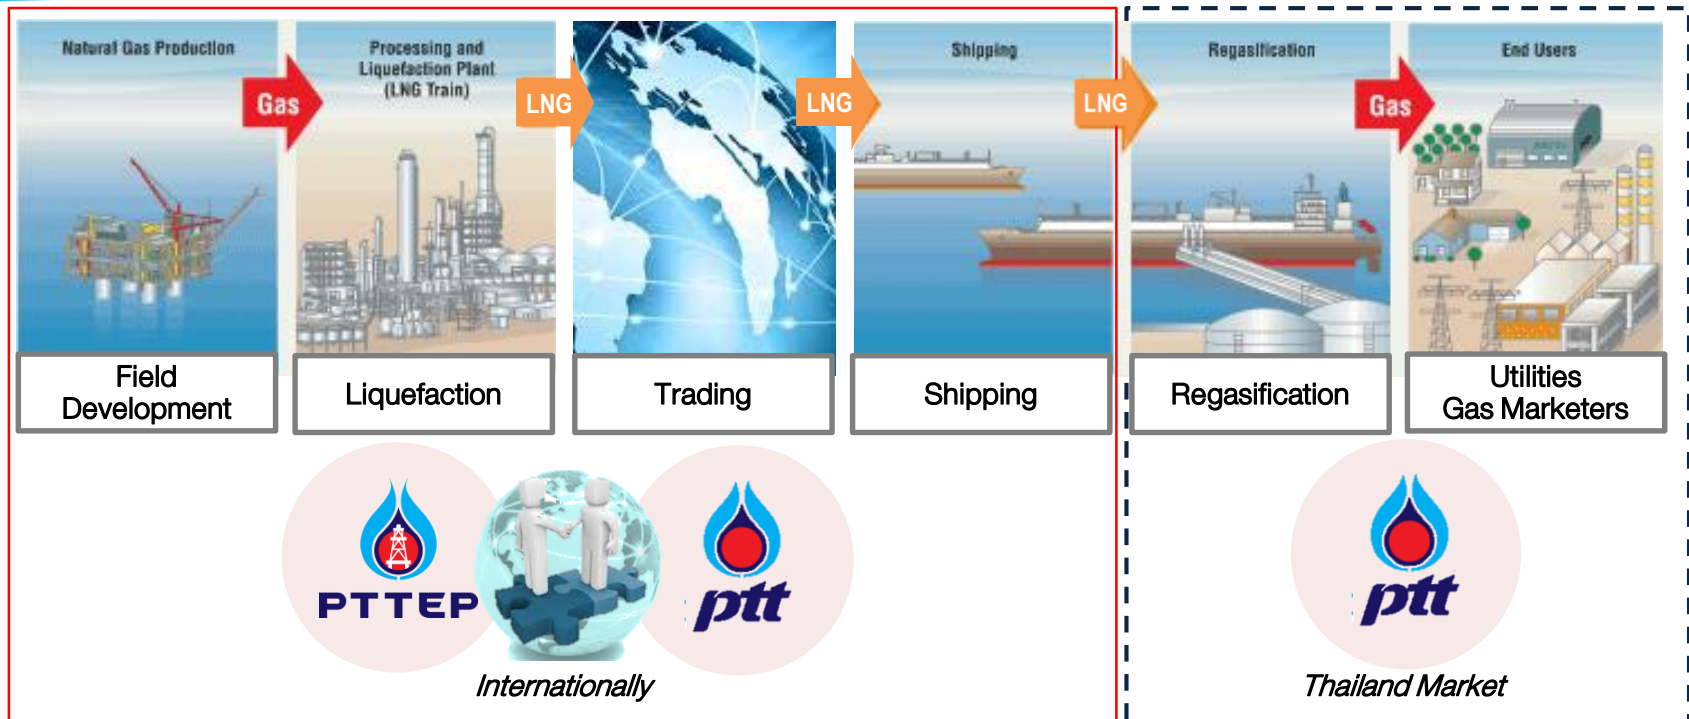 Natural Gas Production
Gas
Processing and
Liquefaction Plant
(LNG Train)
LNG
LNG
Shipping
LNG
Regasification
Gas
End Users
Field
Development
Liquefaction
Trading
Shipping
Regasification
Utilities
Gas Marketers
PTTEP
ptt
Internationally
ptt
Thailand Market